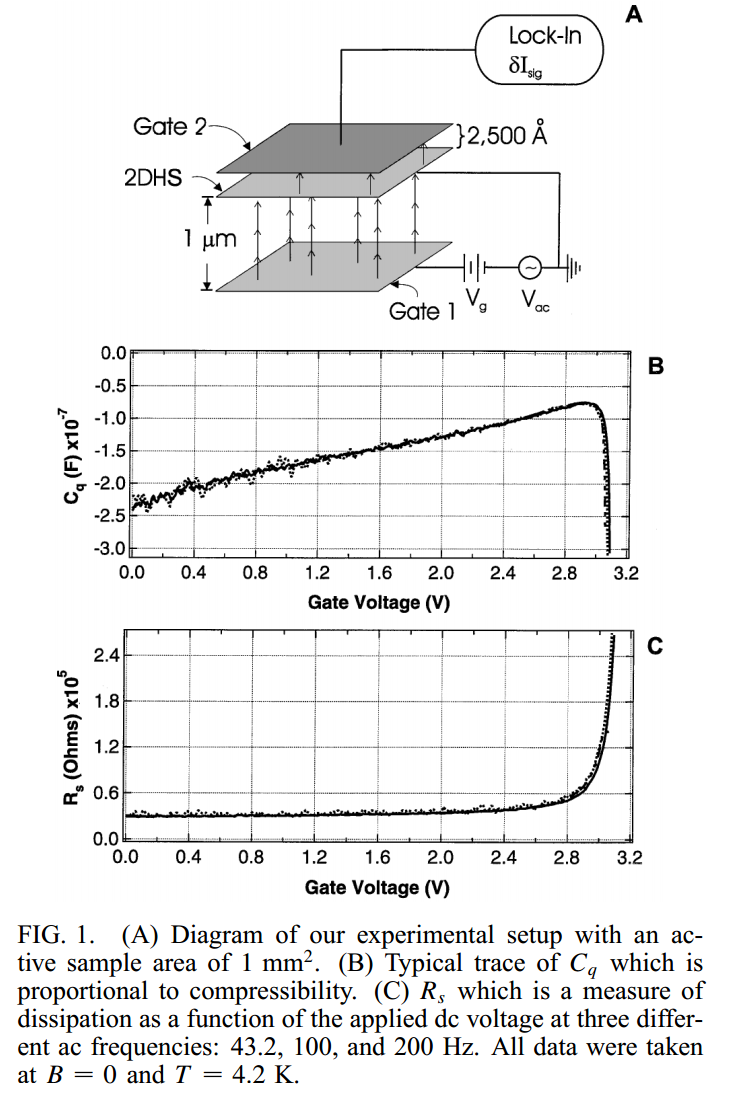 A
Lock-In
δI_sig
Gate 2
}2,500 Å
2DHS
1 μm
Gate 1
V_g
V_ac
B
C_q (F) x10^-7
0.0
-0.5
-1.0
-1.5
-2.0
-2.5
-3.0
0.0 0.4 0.8 1.2 1.6 2.0 2.4 2.8 3.2
Gate Voltage (V)
C
R_s (Ohms) x10^5
2.4
1.8
1.2
0.6
0.0
0.0 0.4 0.8 1.2 1.6 2.0 2.4 2.8 3.2
Gate Voltage (V)
FIG. 1. (A) Diagram of our experimental setup with an ac-
tive sample area of 1 mm². (B) Typical trace of C_q which is
proportional to compressibility. (C) R_s which is a measure of
dissipation as a function of the applied dc voltage at three differ-
ent ac frequencies: 43.2, 100, and 200 Hz. All data were taken
at B = 0 and T = 4.2 K.